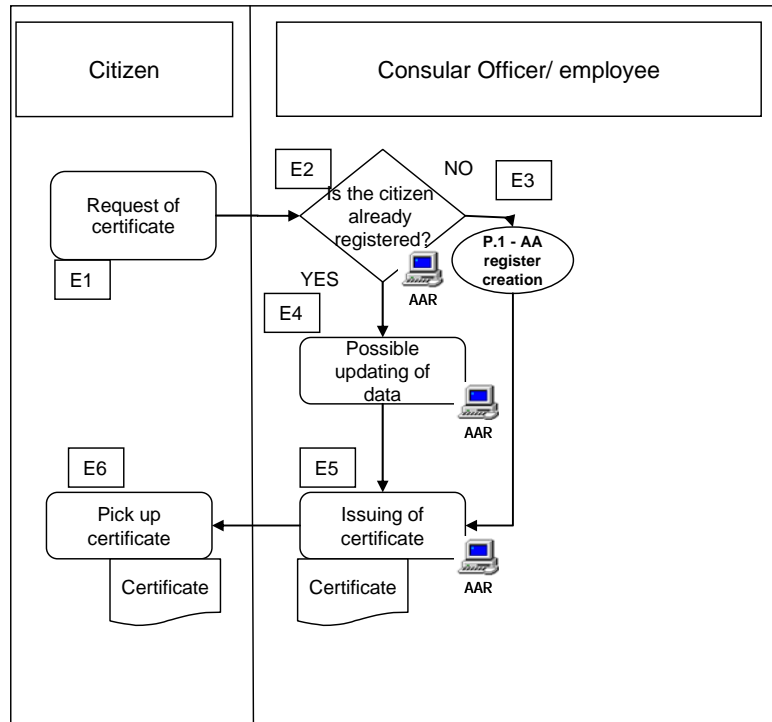 Citizen
Consular Officer/ employee
E2
NO
E3
Is the citizen
already
registered?
Request of
certificate
P.1 - AA
register
creation
E1
YES
AAR
E4
Possible
updating of
data
AAR
E6
E5
Pick up
certificate
Issuing of
certificate
AAR
Certificate
Certificate